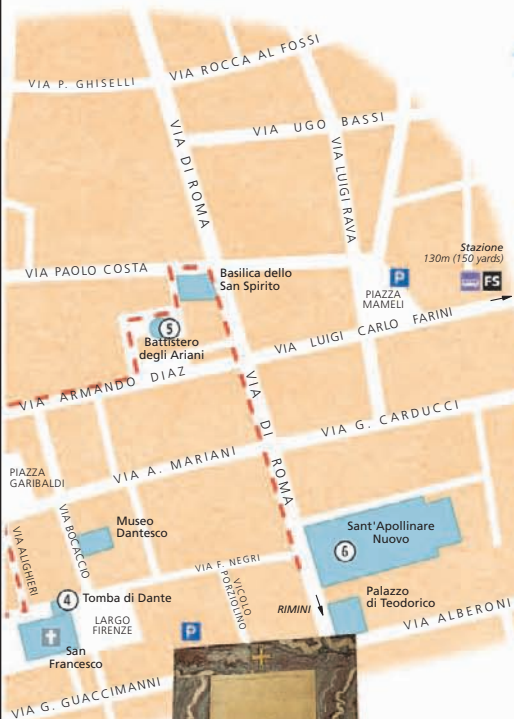 VIA ROCCA AL FOSSI
VIA P. GHISELLI
VIA UGO BASSI
VIA DI ROMA
VIA LUIGI RAVA
Stazione
130m (150 yards)
FS
VIA PAOLO COSTA
Basilica dello
San Spirito
P
PIAZZA
MAMELI
5
Battistero
degli Ariani
VIA LUIGI CARLO FARINI
VIA ARMANDO DIAZ
VIA DI ROMA
VIA G. CARDUCCI
VIA A. MARIANI
PIAZZA
GARIBALDI
VIA BOCACCIO
Museo
Dantesco
Sant'Apollinare
Nuovo
6
VIA ALIGHIERI
VIA F. NEGRI
VICOLO
PORZIOLINO
4 Tomba di Dante
LARGO
FIRENZE
P
RIMINI
Palazzo
di Teodorico
VIA ALBERONI
San
Francesco
VIA G. GUACCIMANNI